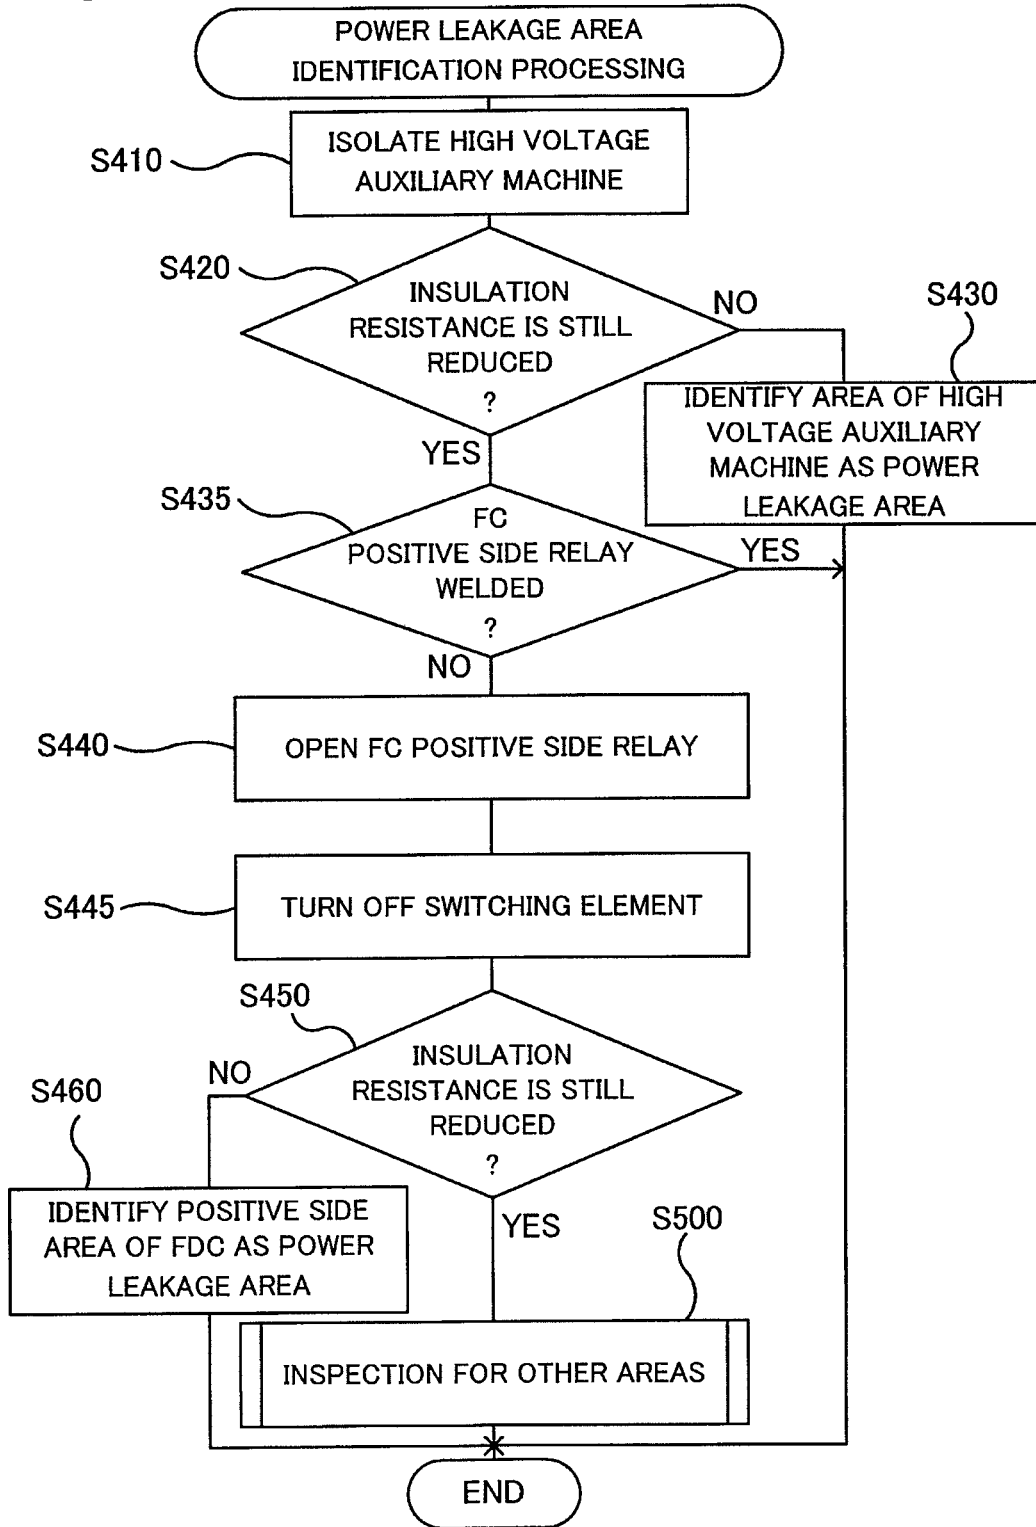 POWER LEAKAGE AREA
IDENTIFICATION PROCESSING
S410
ISOLATE HIGH VOLTAGE
AUXILIARY MACHINE
S420
INSULATION
RESISTANCE IS STILL
REDUCED
?
NO
YES
S430
IDENTIFY AREA OF HIGH
VOLTAGE AUXILIARY
MACHINE AS POWER
LEAKAGE AREA
S435
FC
POSITIVE SIDE RELAY
WELDED
?
YES
NO
S440
OPEN FC POSITIVE SIDE RELAY
S445
TURN OFF SWITCHING ELEMENT
S450
INSULATION
RESISTANCE IS STILL
REDUCED
?
NO
YES
S460
IDENTIFY POSITIVE SIDE
AREA OF FDC AS POWER
LEAKAGE AREA
S500
INSPECTION FOR OTHER AREAS
END